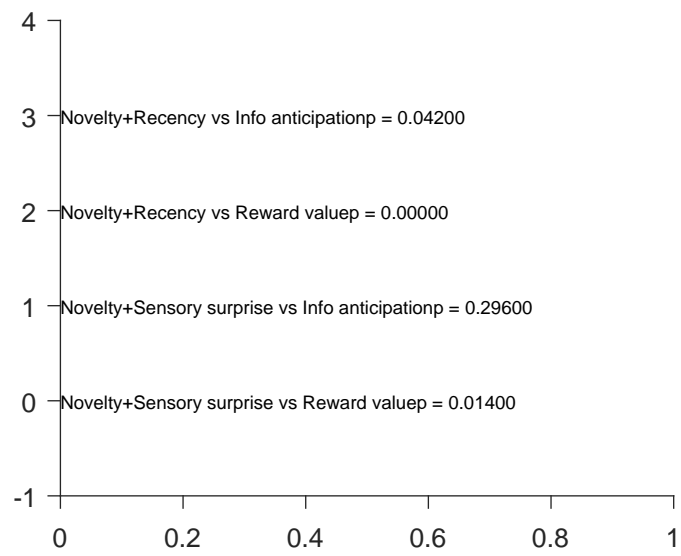 4
3
Novelty+Recency vs Info anticipationp = 0.04200
2
Novelty+Recency vs Reward valuep = 0.00000
1
Novelty+Sensory surprise vs Info anticipationp = 0.29600
0
Novelty+Sensory surprise vs Reward valuep = 0.01400
-1
0 0.2 0.4 0.6 0.8 1